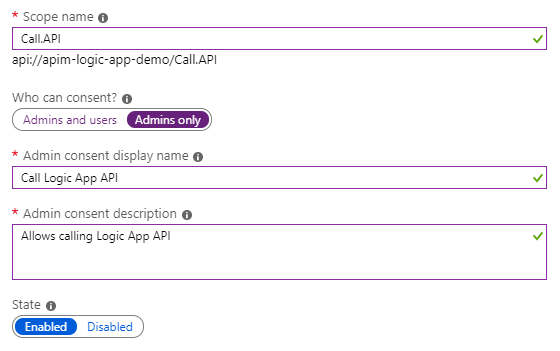 * Scope name
Call.API
api://apim-logic-app-demo/Call.API
Who can consent?
Admins and users Admins only
* Admin consent display name
Call Logic App API
* Admin consent description
Allows calling Logic App API
State
Enabled Disabled